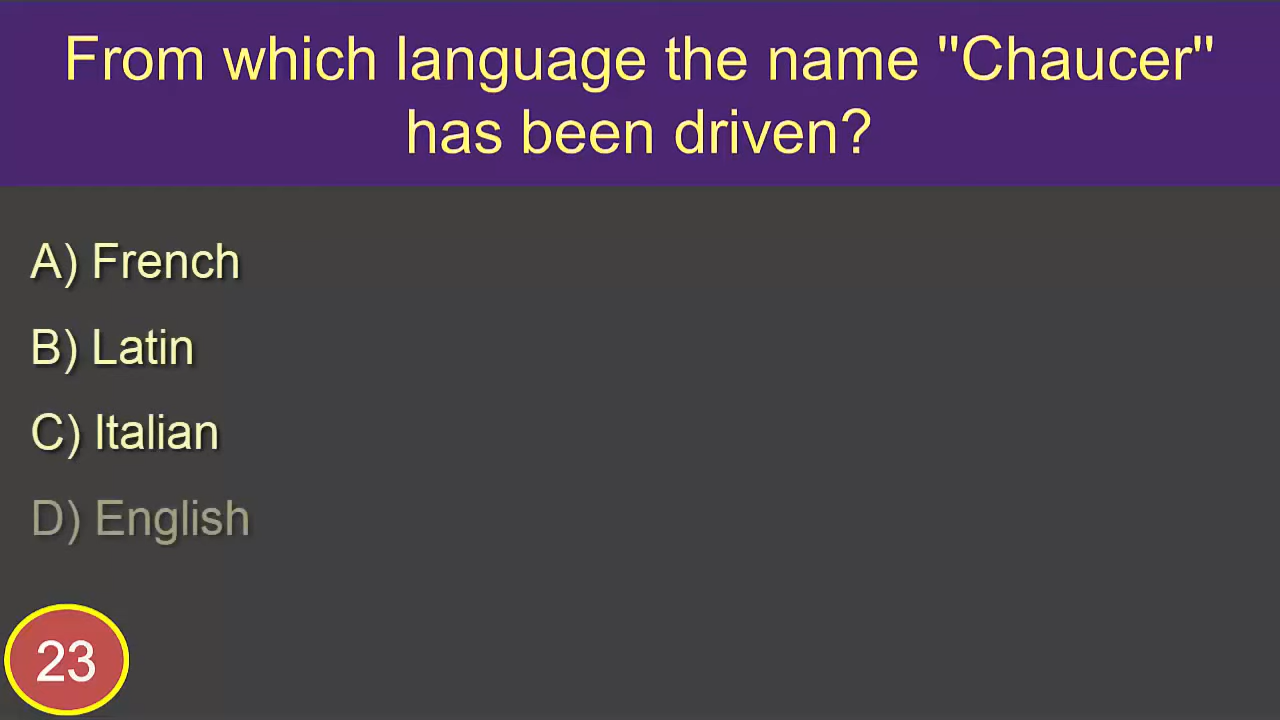 From which language the name "Chaucer"
has been driven?
A) French
B) Latin
C) Italian
D) English
23